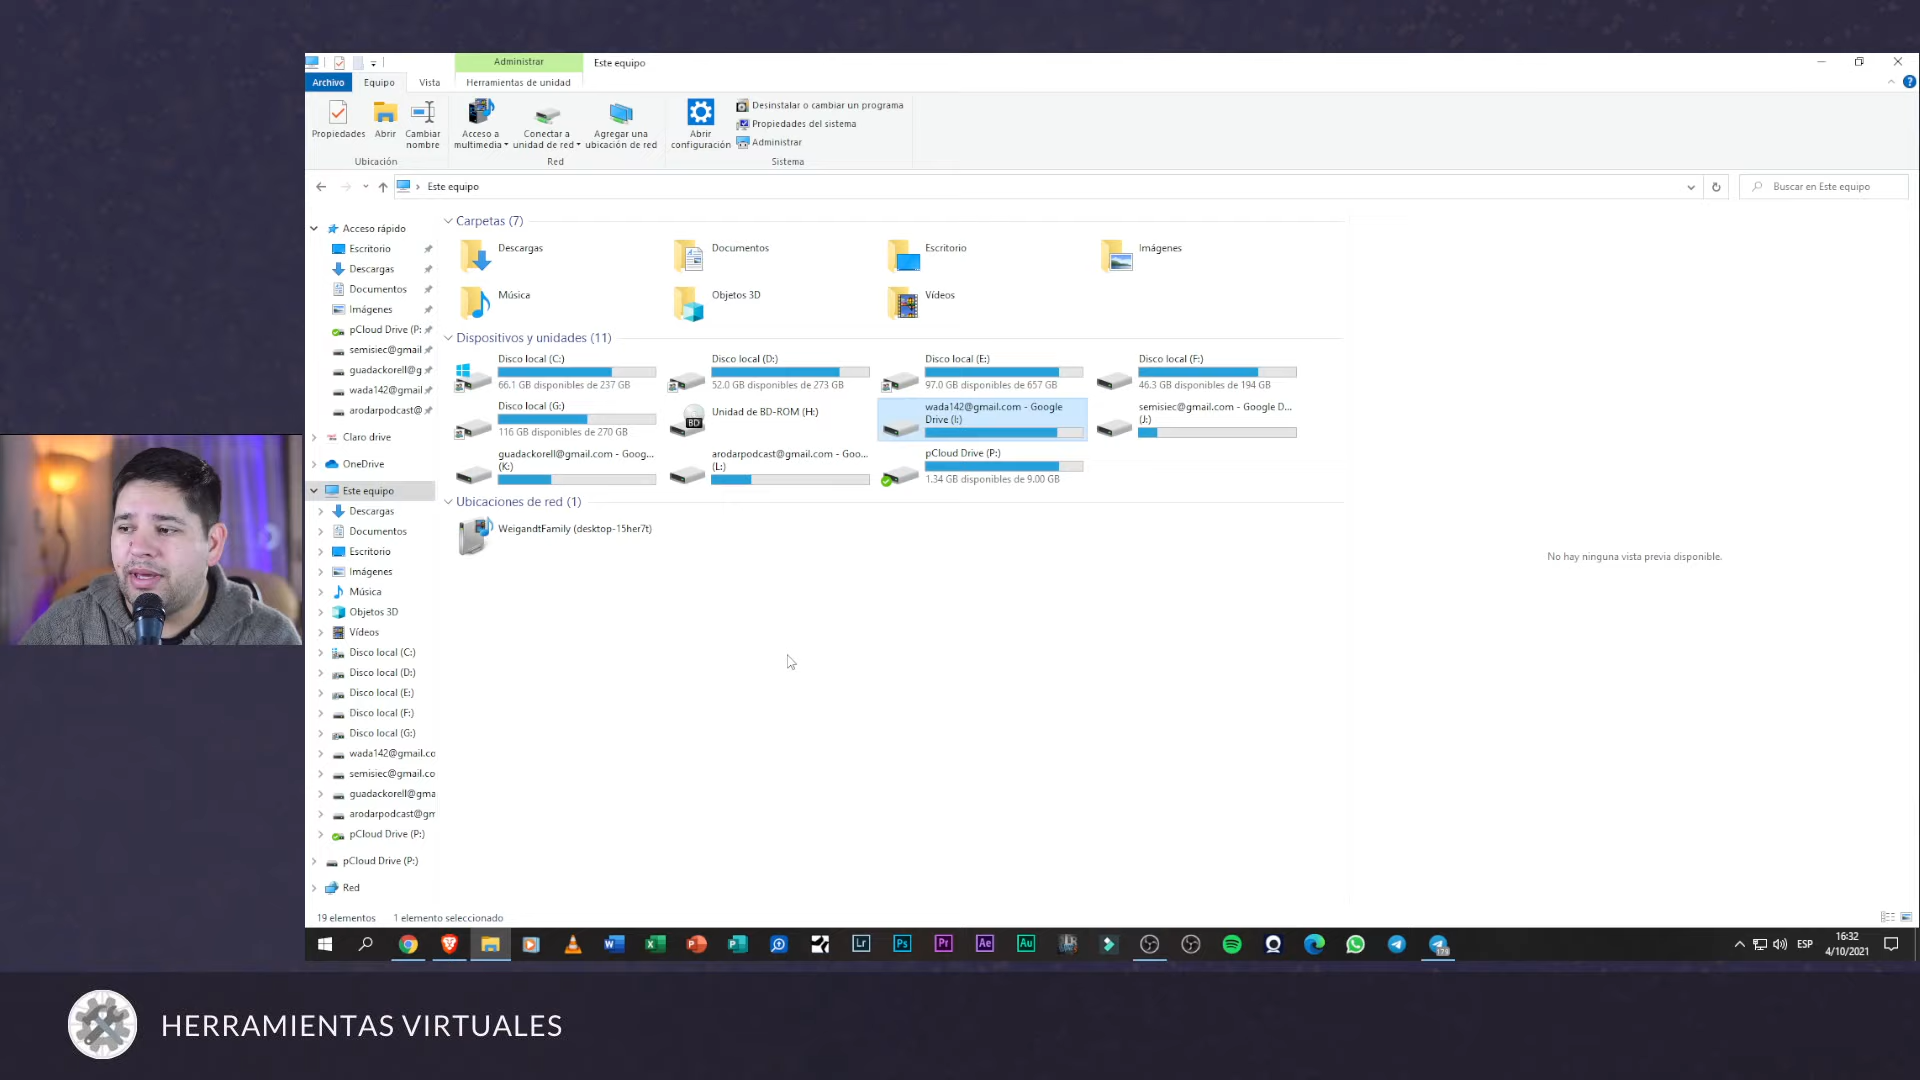 Administrar
Este equipo
Archivo
Equipo
Vista
Herramientas de unidad
Propiedades
Abrir
Cambiar
nombre
Ubicación
Acceso a
multimedia
Conectar a
unidad de red
Agregar una
ubicación de red
Red
Abrir
configuración
Desinstalar o cambiar un programa
Propiedades del sistema
Administrar
Sistema
Este equipo
Buscar en Este equipo
Acceso rápido
Escritorio
Descargas
Documentos
Imágenes
pCloud Drive (P:
semisiec@gmail
guadackorell@g
wada142@gmail
arodarpodcast@
Claro drive
OneDrive
Este equipo
Descargas
Documentos
Escritorio
Imágenes
Música
Objetos 3D
Vídeos
Disco local (C:)
Disco local (D:)
Disco local (E:)
Disco local (F:)
Disco local (G:)
wada142@gmail.co
semisiec@gmail.co
guadackorell@gma
arodarpodcast@gm
pCloud Drive (P:)
pCloud Drive (P:)
Red
Carpetas (7)
Descargas
Documentos
Escritorio
Imágenes
Música
Objetos 3D
Vídeos
Dispositivos y unidades (11)
Disco local (C:)
66.1 GB disponibles de 237 GB
Disco local (D:)
52.0 GB disponibles de 273 GB
Disco local (E:)
97.0 GB disponibles de 657 GB
Disco local (F:)
46.3 GB disponibles de 194 GB
Disco local (G:)
116 GB disponibles de 270 GB
BD
Unidad de BD-ROM (H:)
wada142@gmail.com - Google
Drive (I:)
semisiec@gmail.com - Google D...
(J:)
guadackorell@gmail.com - Goog...
(K:)
arodarpodcast@gmail.com - Goo...
(L:)
pCloud Drive (P:)
1.34 GB disponibles de 9.00 GB
Ubicaciones de red (1)
WeigandtFamily (desktop-15her7t)
No hay ninguna vista previa disponible.
19 elementos
1 elemento seleccionado
Lr
Ps
Pr
Ae
Au
ESP
16:32
4/10/2021
HERRAMIENTAS VIRTUALES